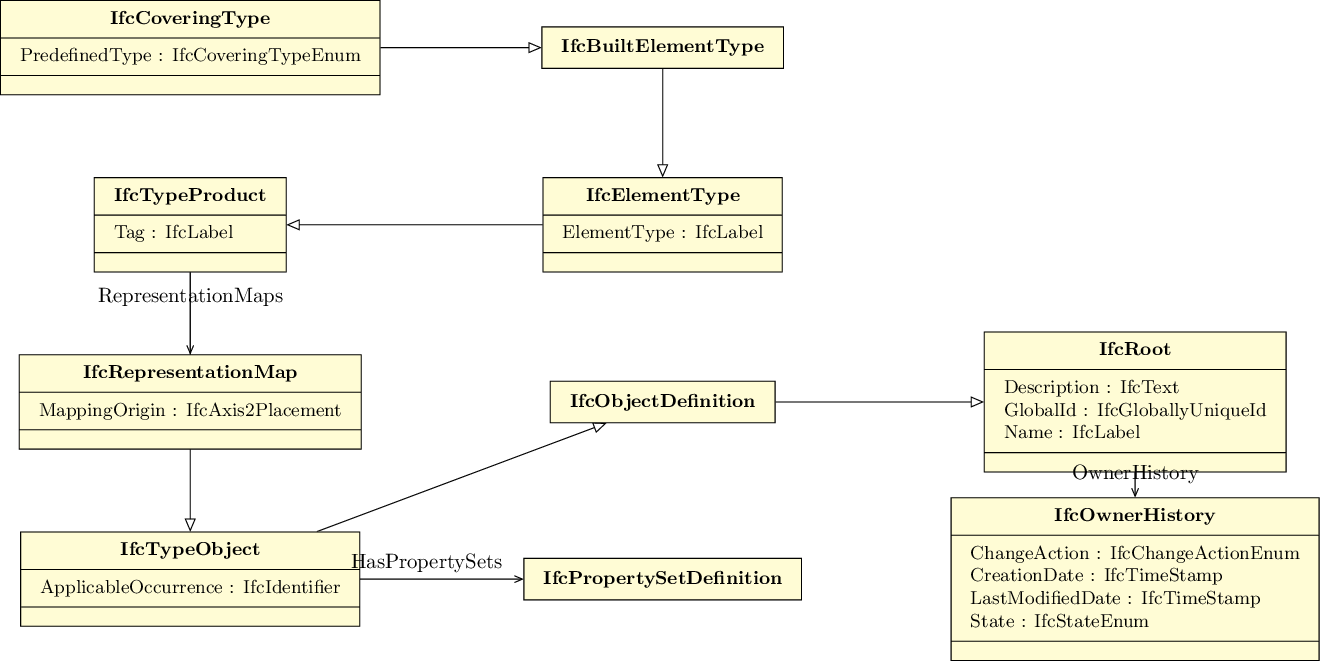 IfcCoveringType
PredefinedType : IfcCoveringTypeEnum
IfcBuiltElementType
IfcTypeProduct
Tag : IfcLabel
IfcElementType
ElementType : IfcLabel
RepresentationMaps
IfcRepresentationMap
MappingOrigin : IfcAxis2Placement
IfcObjectDefinition
IfcRoot
Description : IfcText
GlobalId : IfcGloballyUniqueId
Name : IfcLabel
OwnerHistory
IfcTypeObject
ApplicableOccurrence : IfcIdentifier
HasPropertySets
IfcPropertySetDefinition
IfcOwnerHistory
ChangeAction : IfcChangeActionEnum
CreationDate : IfcTimeStamp
LastModifiedDate : IfcTimeStamp
State : IfcStateEnum